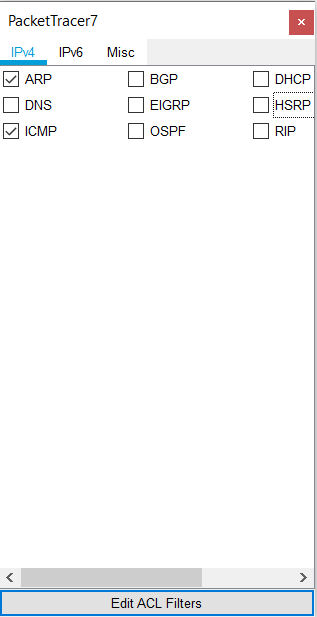 PacketTracer7
×
IPv4 IPv6 Misc
ARP BGP DHCP
DNS EIGRP HSRP
ICMP OSPF RIP
Edit ACL Filters